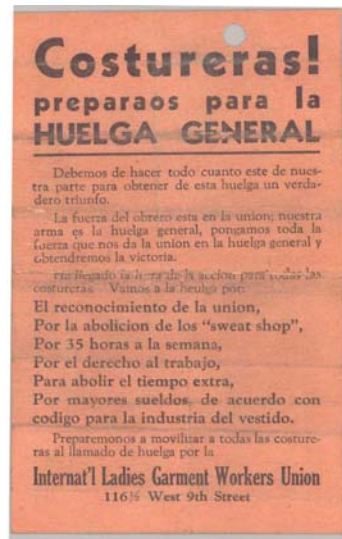 Costureras!
preparaos para la
HUELGA GENERAL
Debemos de hacer todo cuanto este de nues-
tra parte para obtener de esta huelga un verda-
dero triunfo.
La fuerza del obrero esta en la union; nuestra
arma es la huelga general, pongamos toda la
fuerza que nos da la union en la huelga general y
obtendremos la victoria.
Ha llegado la hora de la accion para todas las
costureras. Vamos a la heulga por:
El reconocimiento de la union,
Por la abolicion de los "sweat shop",
Por 35 horas a la semana,
Por el derecho al trabajo,
Para abolir el tiempo extra,
Por mayores sueldos, de acuerdo con
codigo para la industria del vestido.
Preparemonos a movilizar a todas las costure-
ras al llamado de huelga por la
Internat'l Ladies Garment Workers Union
116½ West 9th Street